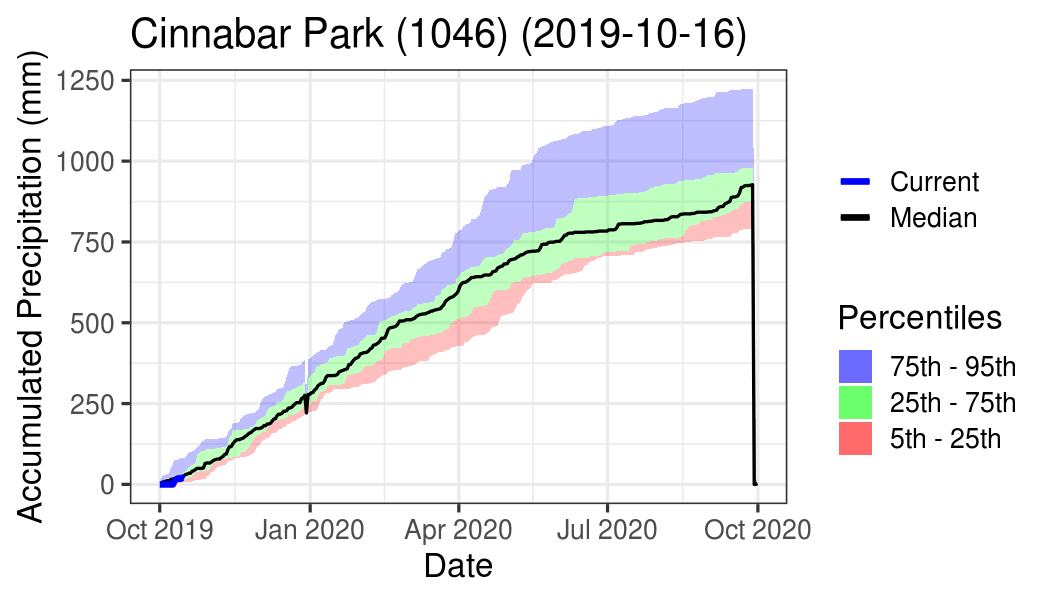 Cinnabar Park (1046) (2019-10-16)
Accumulated Precipitation (mm)
1250
1000
750
500
250
0
Oct 2019
Jan 2020
Apr 2020
Jul 2020
Oct 2020
Date
Current
Median
Percentiles
75th - 95th
25th - 75th
5th - 25th